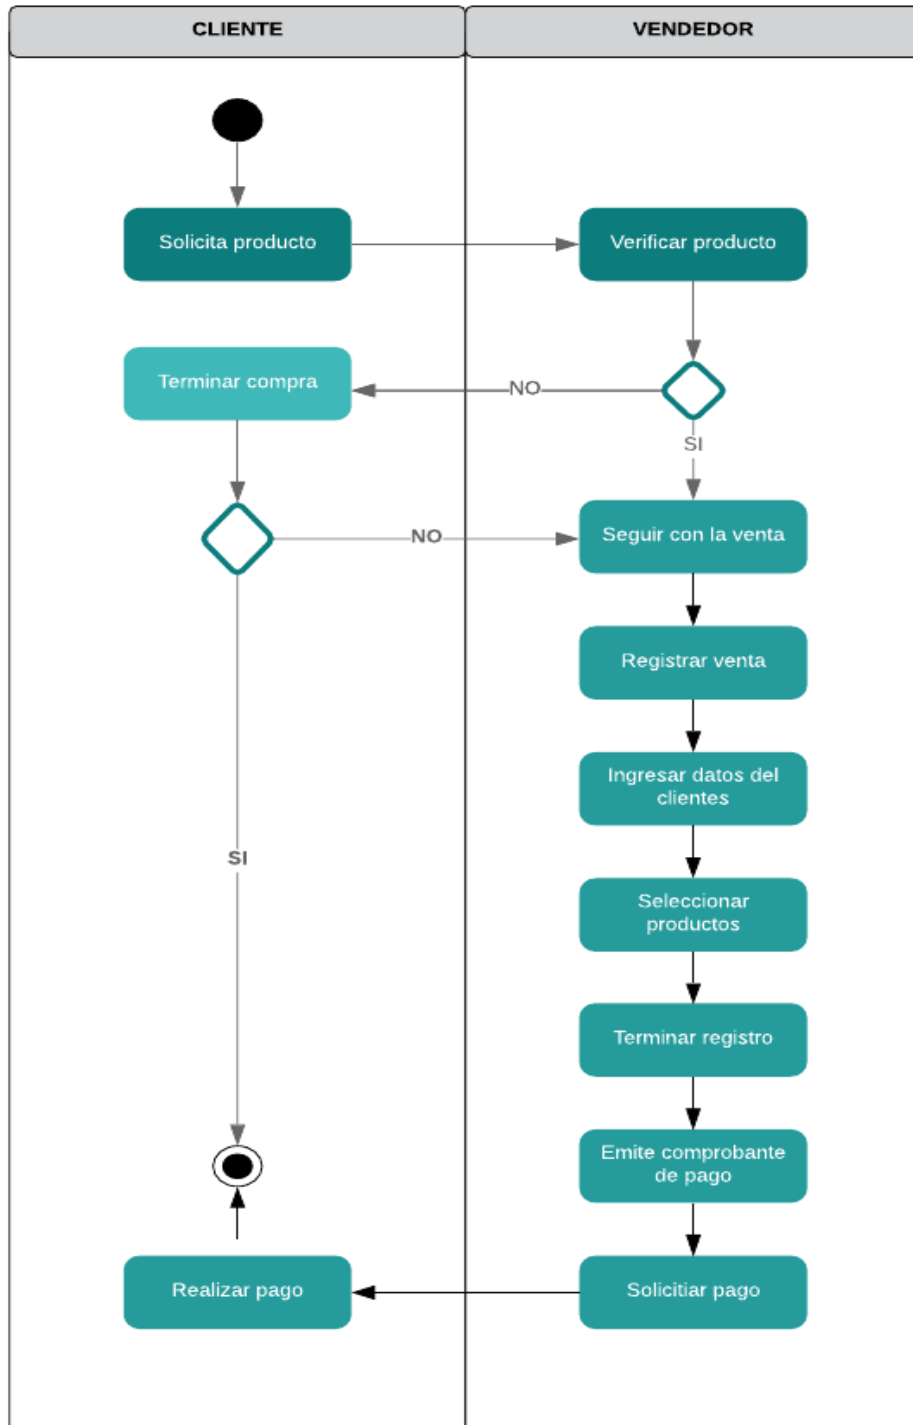 CLIENTE
VENDEDOR
Solicita producto
Verificar producto
Terminar compra
NO
SI
NO
Seguir con la venta
Registrar venta
Ingresar datos del
clientes
SI
Seleccionar
productos
Terminar registro
Emite comprobante
de pago
Realizar pago
Solicitiar pago